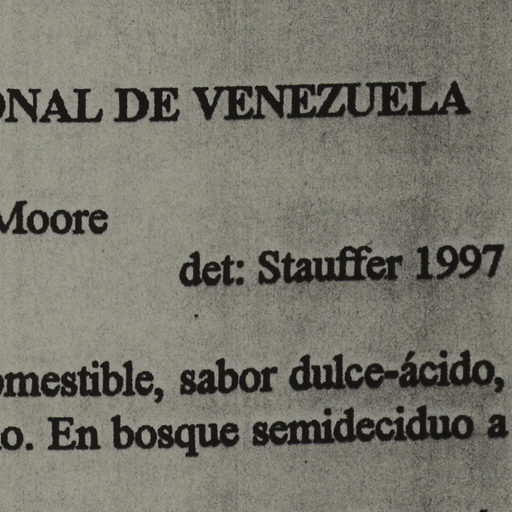 ONAL DE VENEZUELA
Moore
det: Stauffer 1997
omestible, sabor dulce-ácido,
o. En bosque semideciduo a